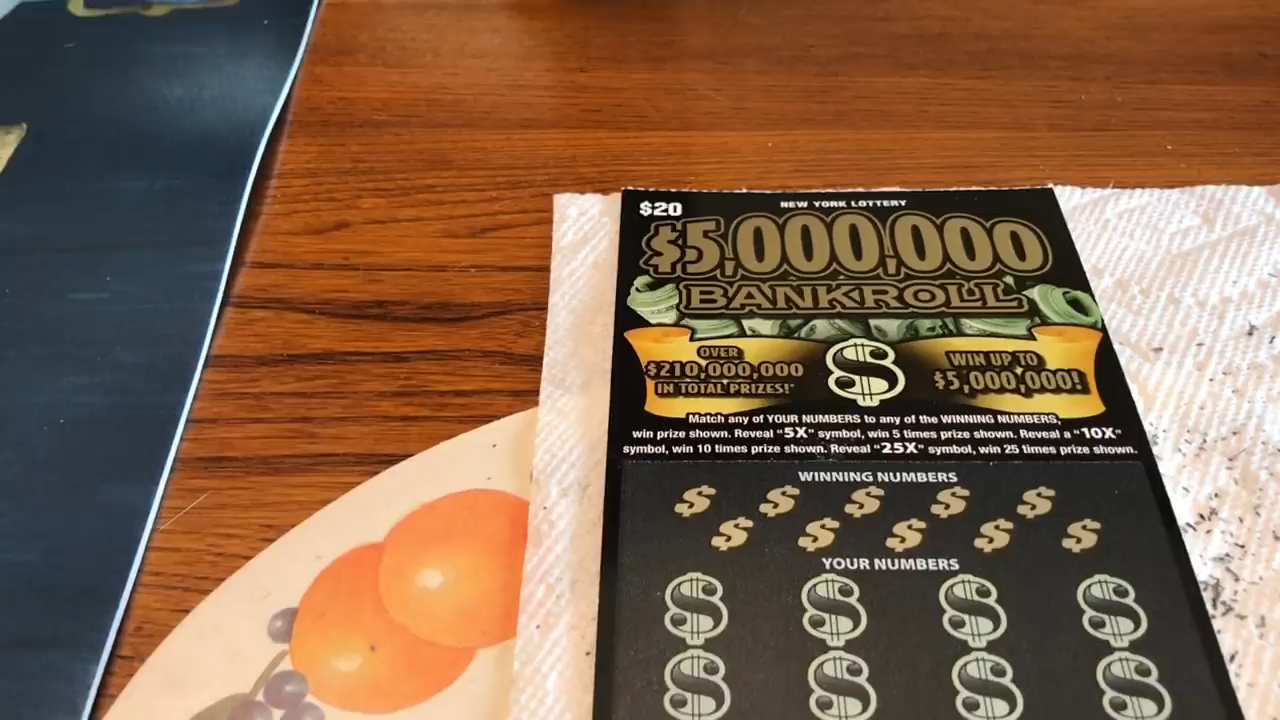 $20
NEW YORK LOTTERY
$5,000,000
BANKROLL
OVER
$210,000,000
IN TOTAL PRIZES!*
WIN UP TO
$5,000,000!
Match any of YOUR NUMBERS to any of the WINNING NUMBERS,
win prize shown. Reveal "5X" symbol, win 5 times prize shown. Reveal a "10X"
symbol, win 10 times prize shown. Reveal "25X" symbol, win 25 times prize shown.
WINNING NUMBERS
$ $ $ $ $
$ $ $ $ $
YOUR NUMBERS
$ $ $ $
$ $ $ $